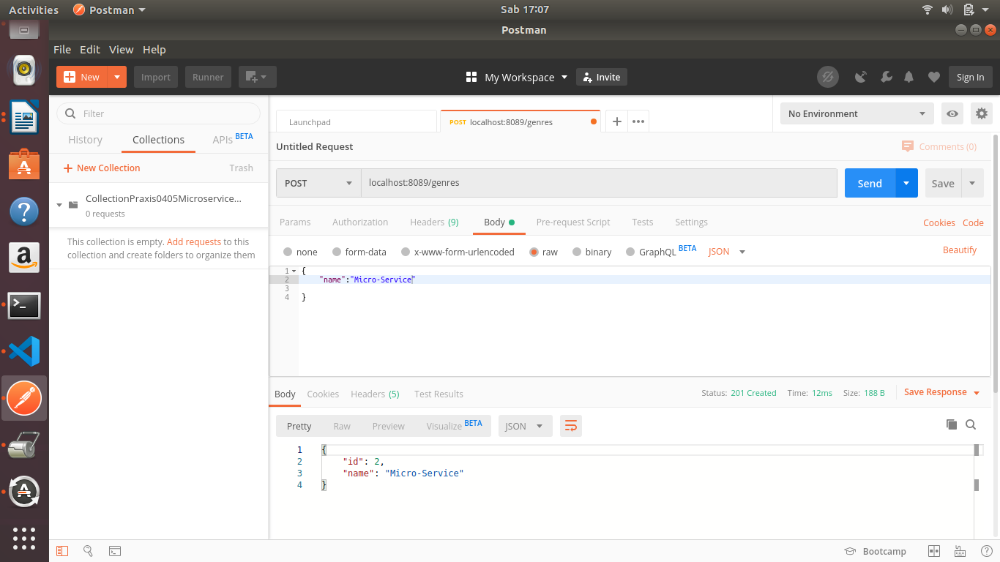 Activities Postman Sab 17:07
Postman
File Edit View Help
New Import Runner My Workspace Invite Sign In
Filter
History Collections APIs BETA
+ New Collection Trash
CollectionPraxis0405Microservice...
0 requests
This collection is empty. Add requests to this
collection and create folders to organize them
Launchpad POST localhost:8089/genres + ••• No Environment
Untitled Request Comments (0)
POST localhost:8089/genres Send Save
Params Authorization Headers (9) Body Pre-request Script Tests Settings Cookies Code
none form-data x-www-form-urlencoded raw binary GraphQL BETA JSON Beautify
1 {
2 "name":"Micro-Service"
3
4 }
Body Cookies Headers (5) Test Results Status: 201 Created Time: 12ms Size: 188 B Save Response
Pretty Raw Preview Visualize BETA JSON
1 {
2 "id": 2,
3 "name": "Micro-Service"
4 }
Bootcamp